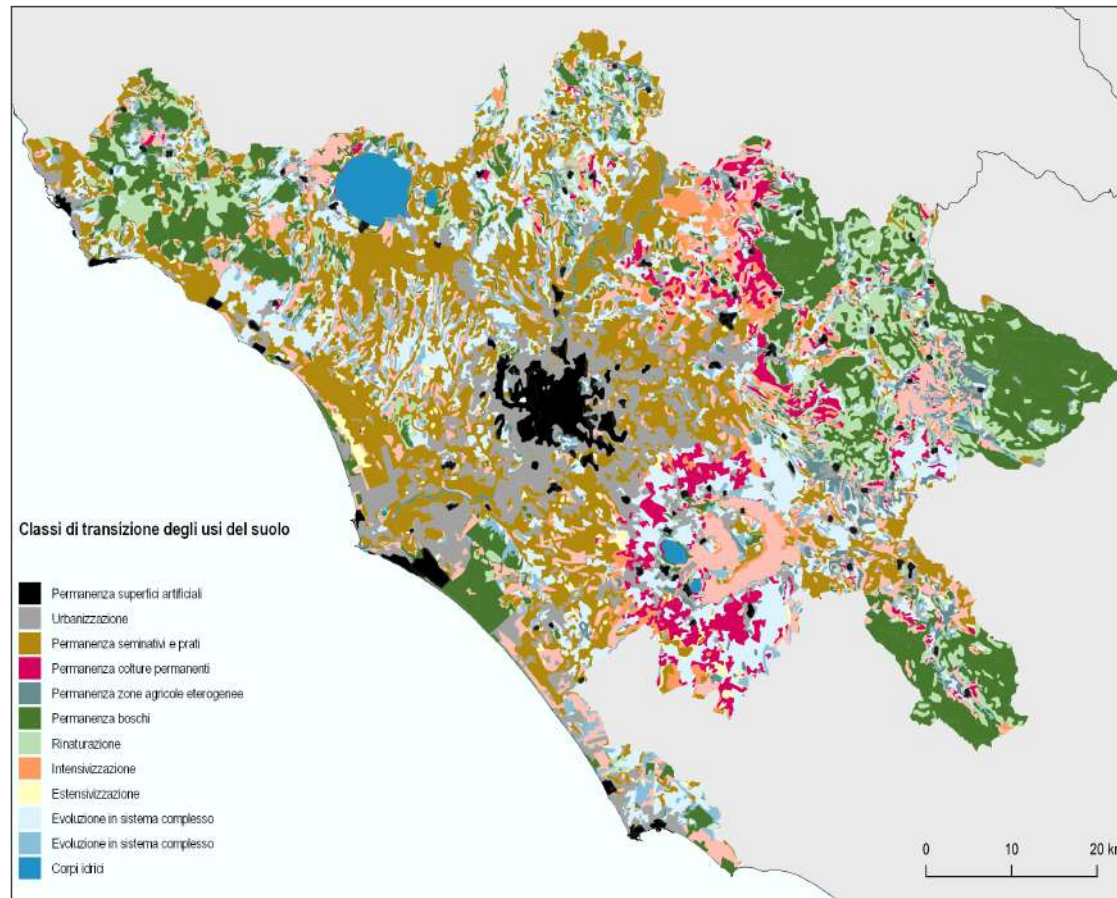 Classi di transizione degli usi del suolo
Permanenza superfici artificiali
Urbanizzazione
Permanenza seminativi e prati
Permanenza colture permanenti
Permanenza zone agricole eterogenee
Permanenza boschi
Rinaturazione
Intensivizzazione
Estensivizzazione
Evoluzione in sistema complesso
Evoluzione in sistema complesso
Corpi idrici
0 10 20 km